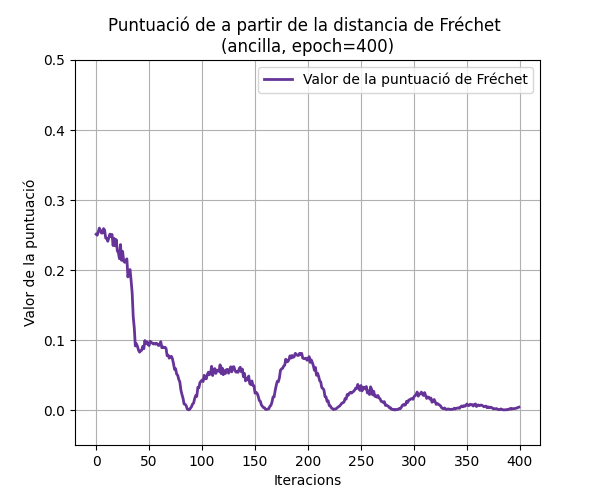 Puntuació de a partir de la distancia de Fréchet
(ancilla, epoch=400)
Valor de la puntuació de Fréchet
Valor de la puntuació
0.5
0.4
0.3
0.2
0.1
0.0
0 50 100 150 200 250 300 350 400
Iteracions